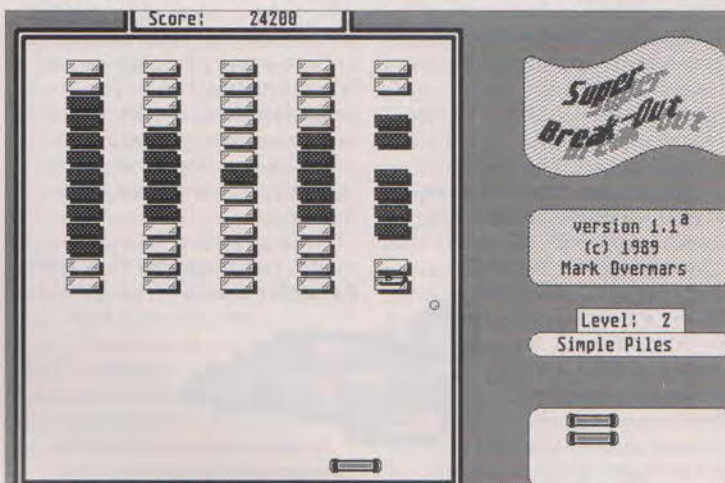 Score: 24200
Super
Break-Out
version 1.1a
(c) 1989
Mark Overmars
Level: 2
Simple Piles